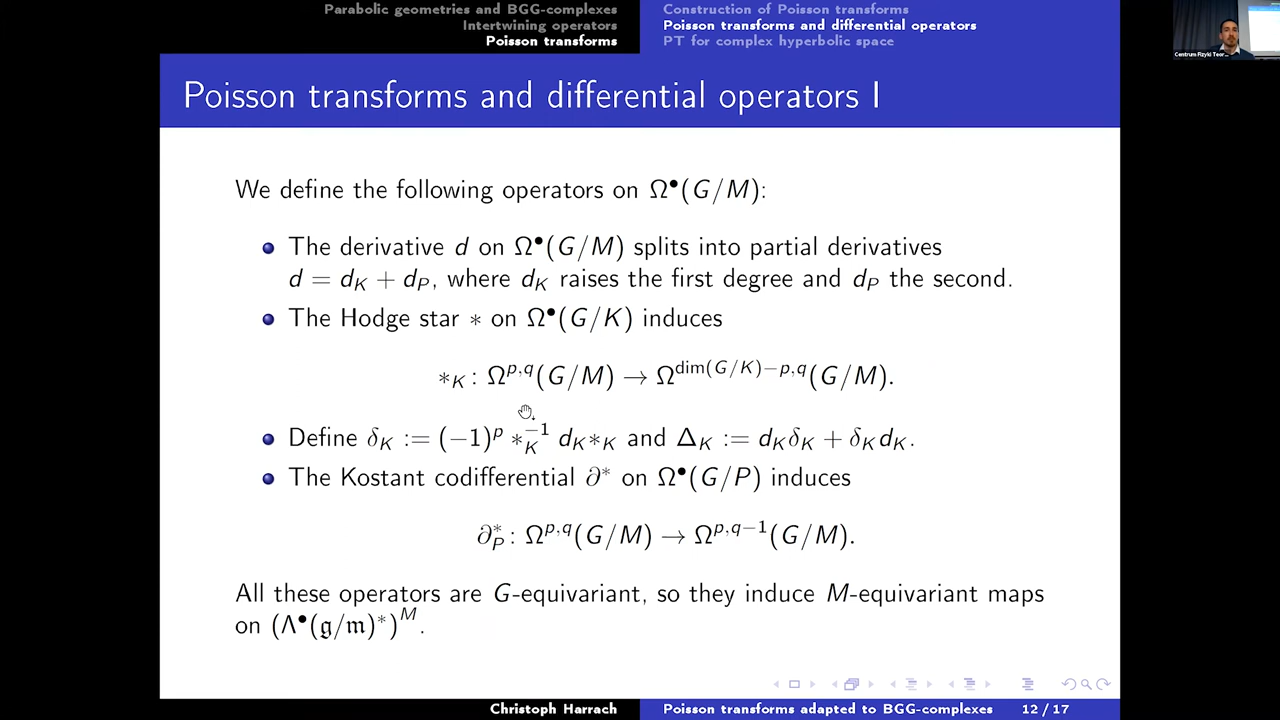 Parabolic geometries and BGG-complexes
Intertwining operators
Poisson transforms
Construction of Poisson transforms
Poisson transforms and differential operators
PT for complex hyperbolic space
Poisson transforms and differential operators I
We define the following operators on Ω•(G/M):
The derivative d on Ω•(G/M) splits into partial derivatives
d = d_K + d_P, where d_K raises the first degree and d_P the second.
The Hodge star ∗ on Ω•(G/K) induces
∗_K : Ω^{p,q}(G/M) → Ω^{dim(G/K)−p,q}(G/M).
Define δ_K := (−1)^p ∗_K^{−1} d_K ∗_K and Δ_K := d_K δ_K + δ_K d_K.
The Kostant codifferential ∂* on Ω•(G/P) induces
∂*_P : Ω^{p,q}(G/M) → Ω^{p,q−1}(G/M).
All these operators are G-equivariant, so they induce M-equivariant maps
on (Λ•(𝔤/𝔪)*)^M.
Christoph Harrach
Poisson transforms adapted to BGG-complexes
12 / 17
Centrum Fizyki Teor...